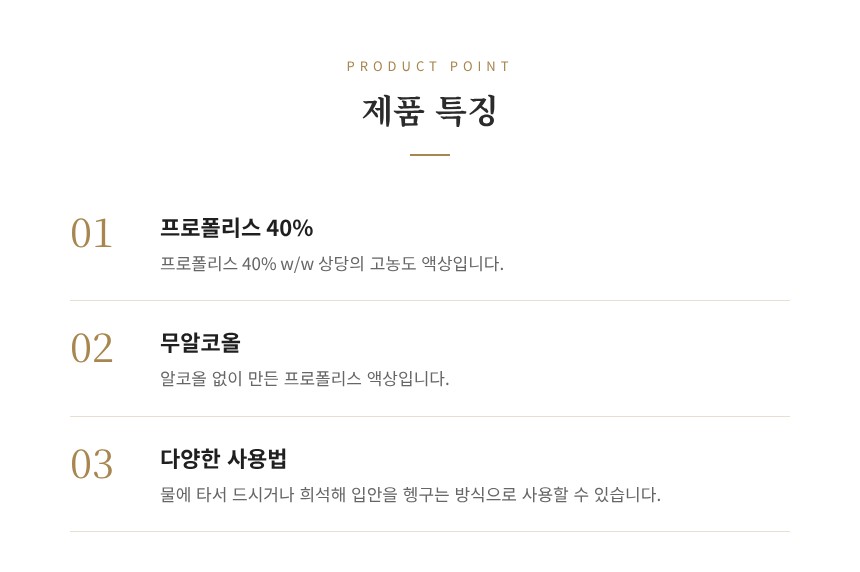 PRODUCT POINT
제품 특징
01
프로폴리스 40%
프로폴리스 40% w/w 상당의 고농도 액상입니다.
02
무알코올
알코올 없이 만든 프로폴리스 액상입니다.
03
다양한 사용법
물에 타서 드시거나 희석해 입안을 헹구는 방식으로 사용할 수 있습니다.